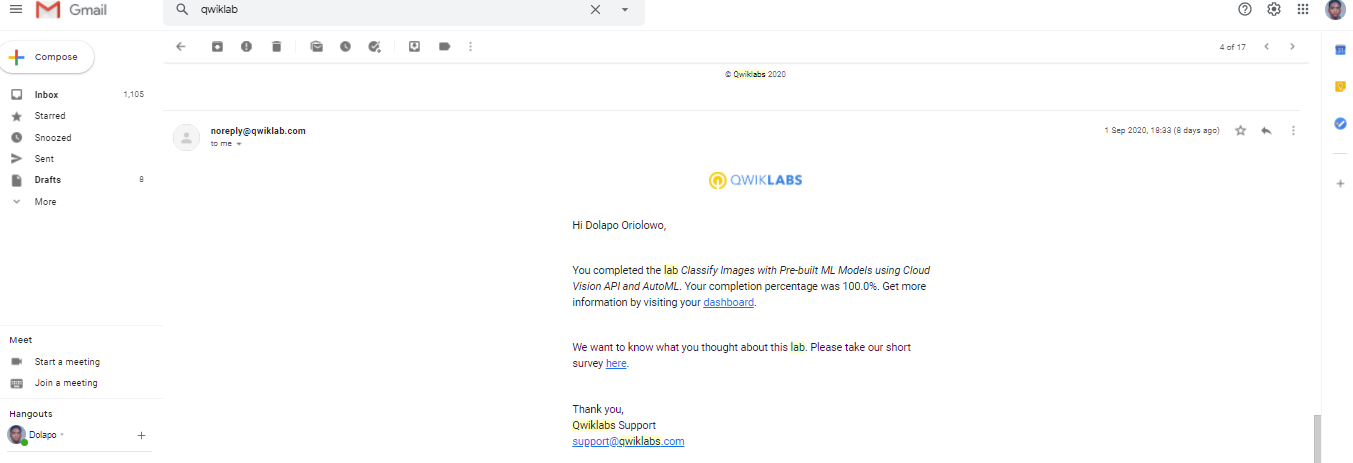 Gmail
qwiklab
Compose
4 of 17
© Qwiklabs 2020
Inbox 1,105
Starred
Snoozed
Sent
Drafts 8
More
noreply@qwiklab.com
to me
1 Sep 2020, 18:33 (8 days ago)
QWIKLABS
Hi Dolapo Oriolowo,
You completed the lab Classify Images with Pre-built ML Models using Cloud
Vision API and AutoML. Your completion percentage was 100.0%. Get more
information by visiting your dashboard.
We want to know what you thought about this lab. Please take our short
survey here.
Thank you,
Qwiklabs Support
support@qwiklabs.com
Meet
Start a meeting
Join a meeting
Hangouts
Dolapo